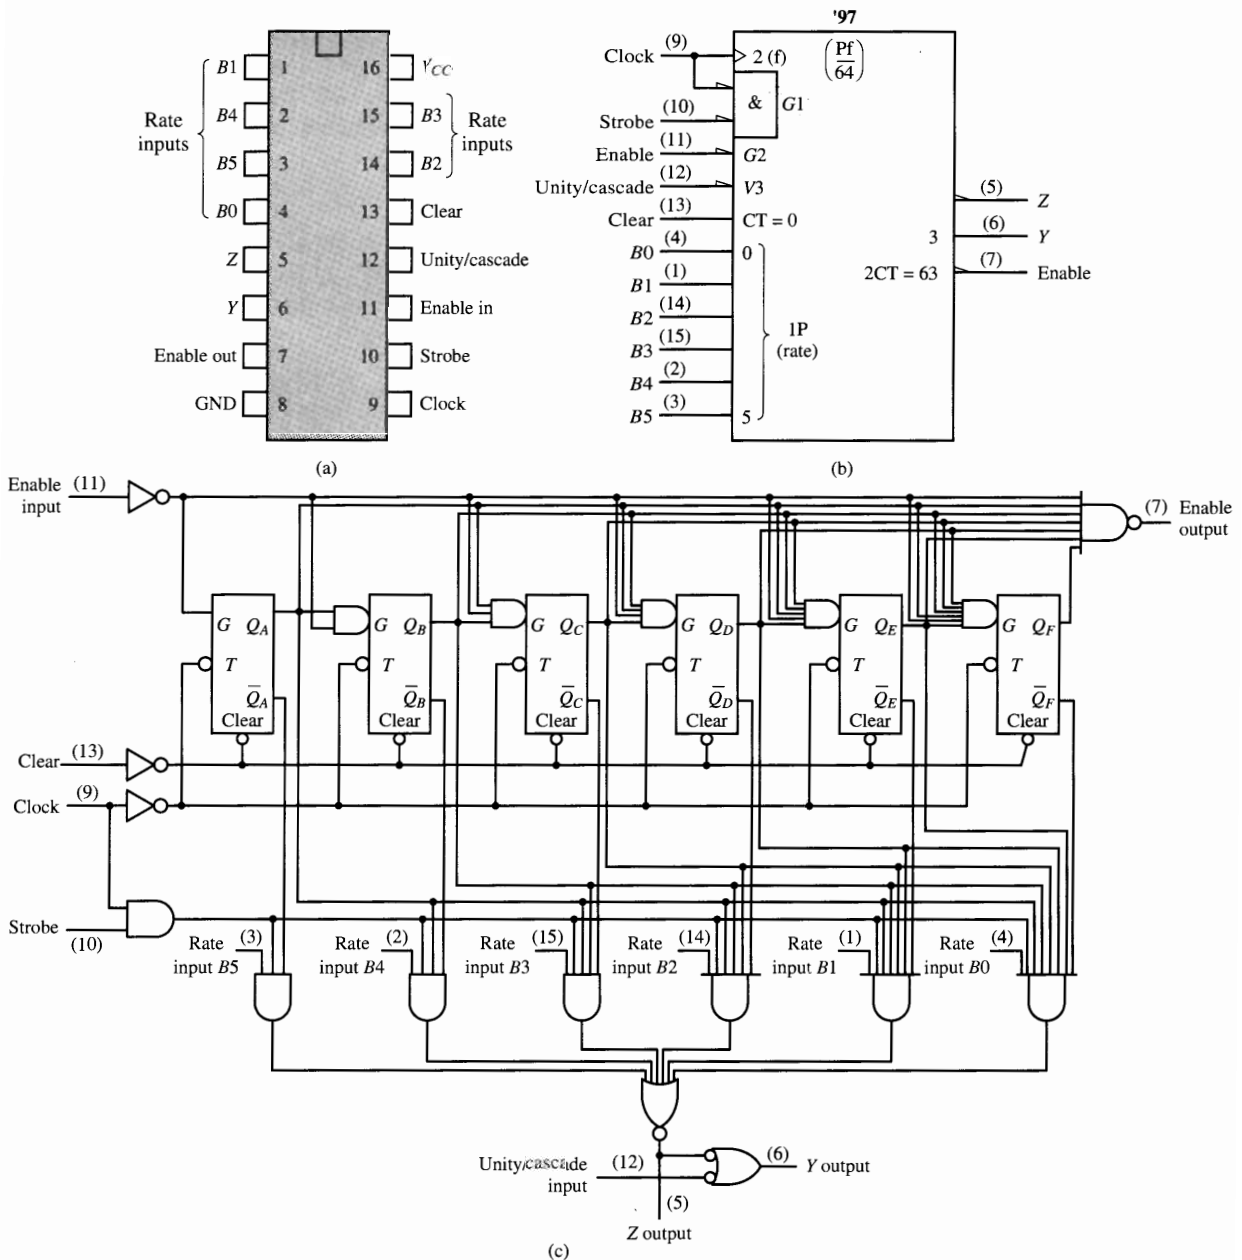 B1 1 16 VCC
B4 2 15 B3
Rate inputs
Rate inputs
B5 3 14 B2
B0 4 13 Clear
Z 5 12 Unity/cascade
Y 6 11 Enable in
Enable out 7 10 Strobe
GND 8 9 Clock
(a)
'97
Clock (9) 2 (f) (Pf/64)
& G1
Strobe (10)
Enable (11) G2
Unity/cascade (12) V3
Clear (13) CT = 0
B0 (4) 0
B1 (1)
B2 (14)
1P
(rate)
B3 (15)
B4 (2)
B5 (3) 5
(5) Z
3 (6) Y
2CT = 63 (7) Enable
(b)
Enable input (11)
(7) Enable output
G QA G QB G QC G QD G QE G QF
T T T T T T
Q̅A Q̅B Q̅C Q̅D Q̅E Q̅F
Clear Clear Clear Clear Clear Clear
Clear (13)
Clock (9)
Strobe (10)
Rate input B5 (3)
Rate input B4 (2)
Rate input B3 (15)
Rate input B2 (14)
Rate input B1 (1)
Rate input B0 (4)
Unity/cascade input (12)
(6) Y output
(5)
Z output
(c)